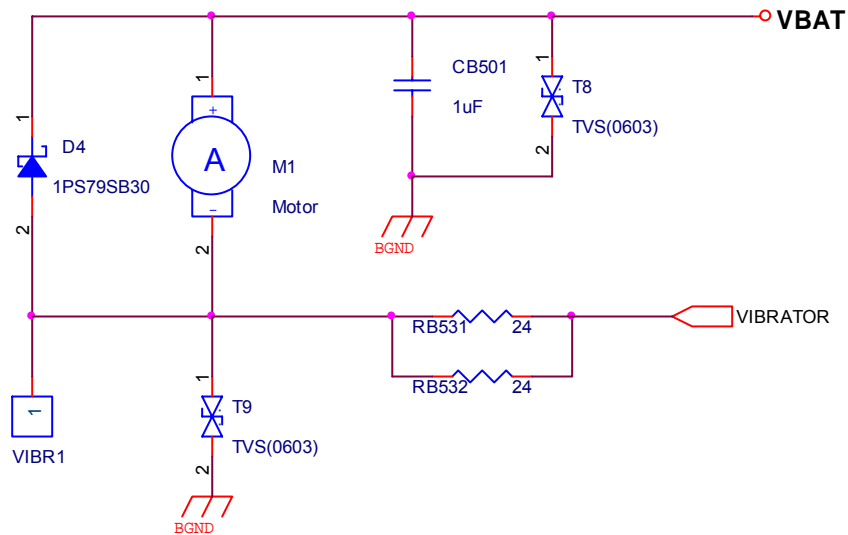 VBAT
1
1
1
CB501
T8
1uF
TVS(0603)
1
D4
+
A
1PS79SB30
M1
Motor
-
2
2
2
BGND
RB531
24
VIBRATOR
RB532
24
1
1
T9
TVS(0603)
VIBR1
2
BGND